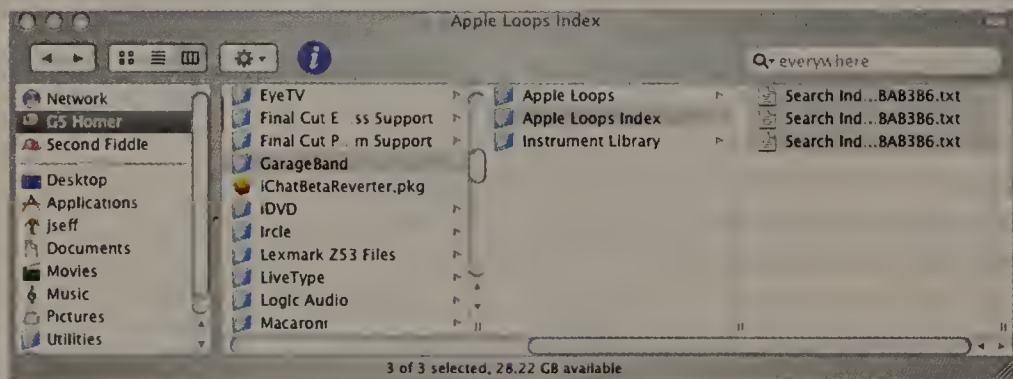 Apple Loops Index
everywhere
Network
G5 Homer
Second Fiddle
Desktop
Applications
jseff
Documents
Movies
Music
Pictures
Utilities
EyeTV
Final Cut E...ss Support
Final Cut P...m Support
GarageBand
iChatBetaReverter.pkg
iDVD
Ircle
Lexmark Z53 Files
LiveType
Logic Audio
Macaroni
Apple Loops
Apple Loops Index
Instrument Library
Search Ind...8AB3B6.txt
Search Ind...8AB3B6.txt
Search Ind...8AB3B6.txt
3 of 3 selected, 28.22 GB available